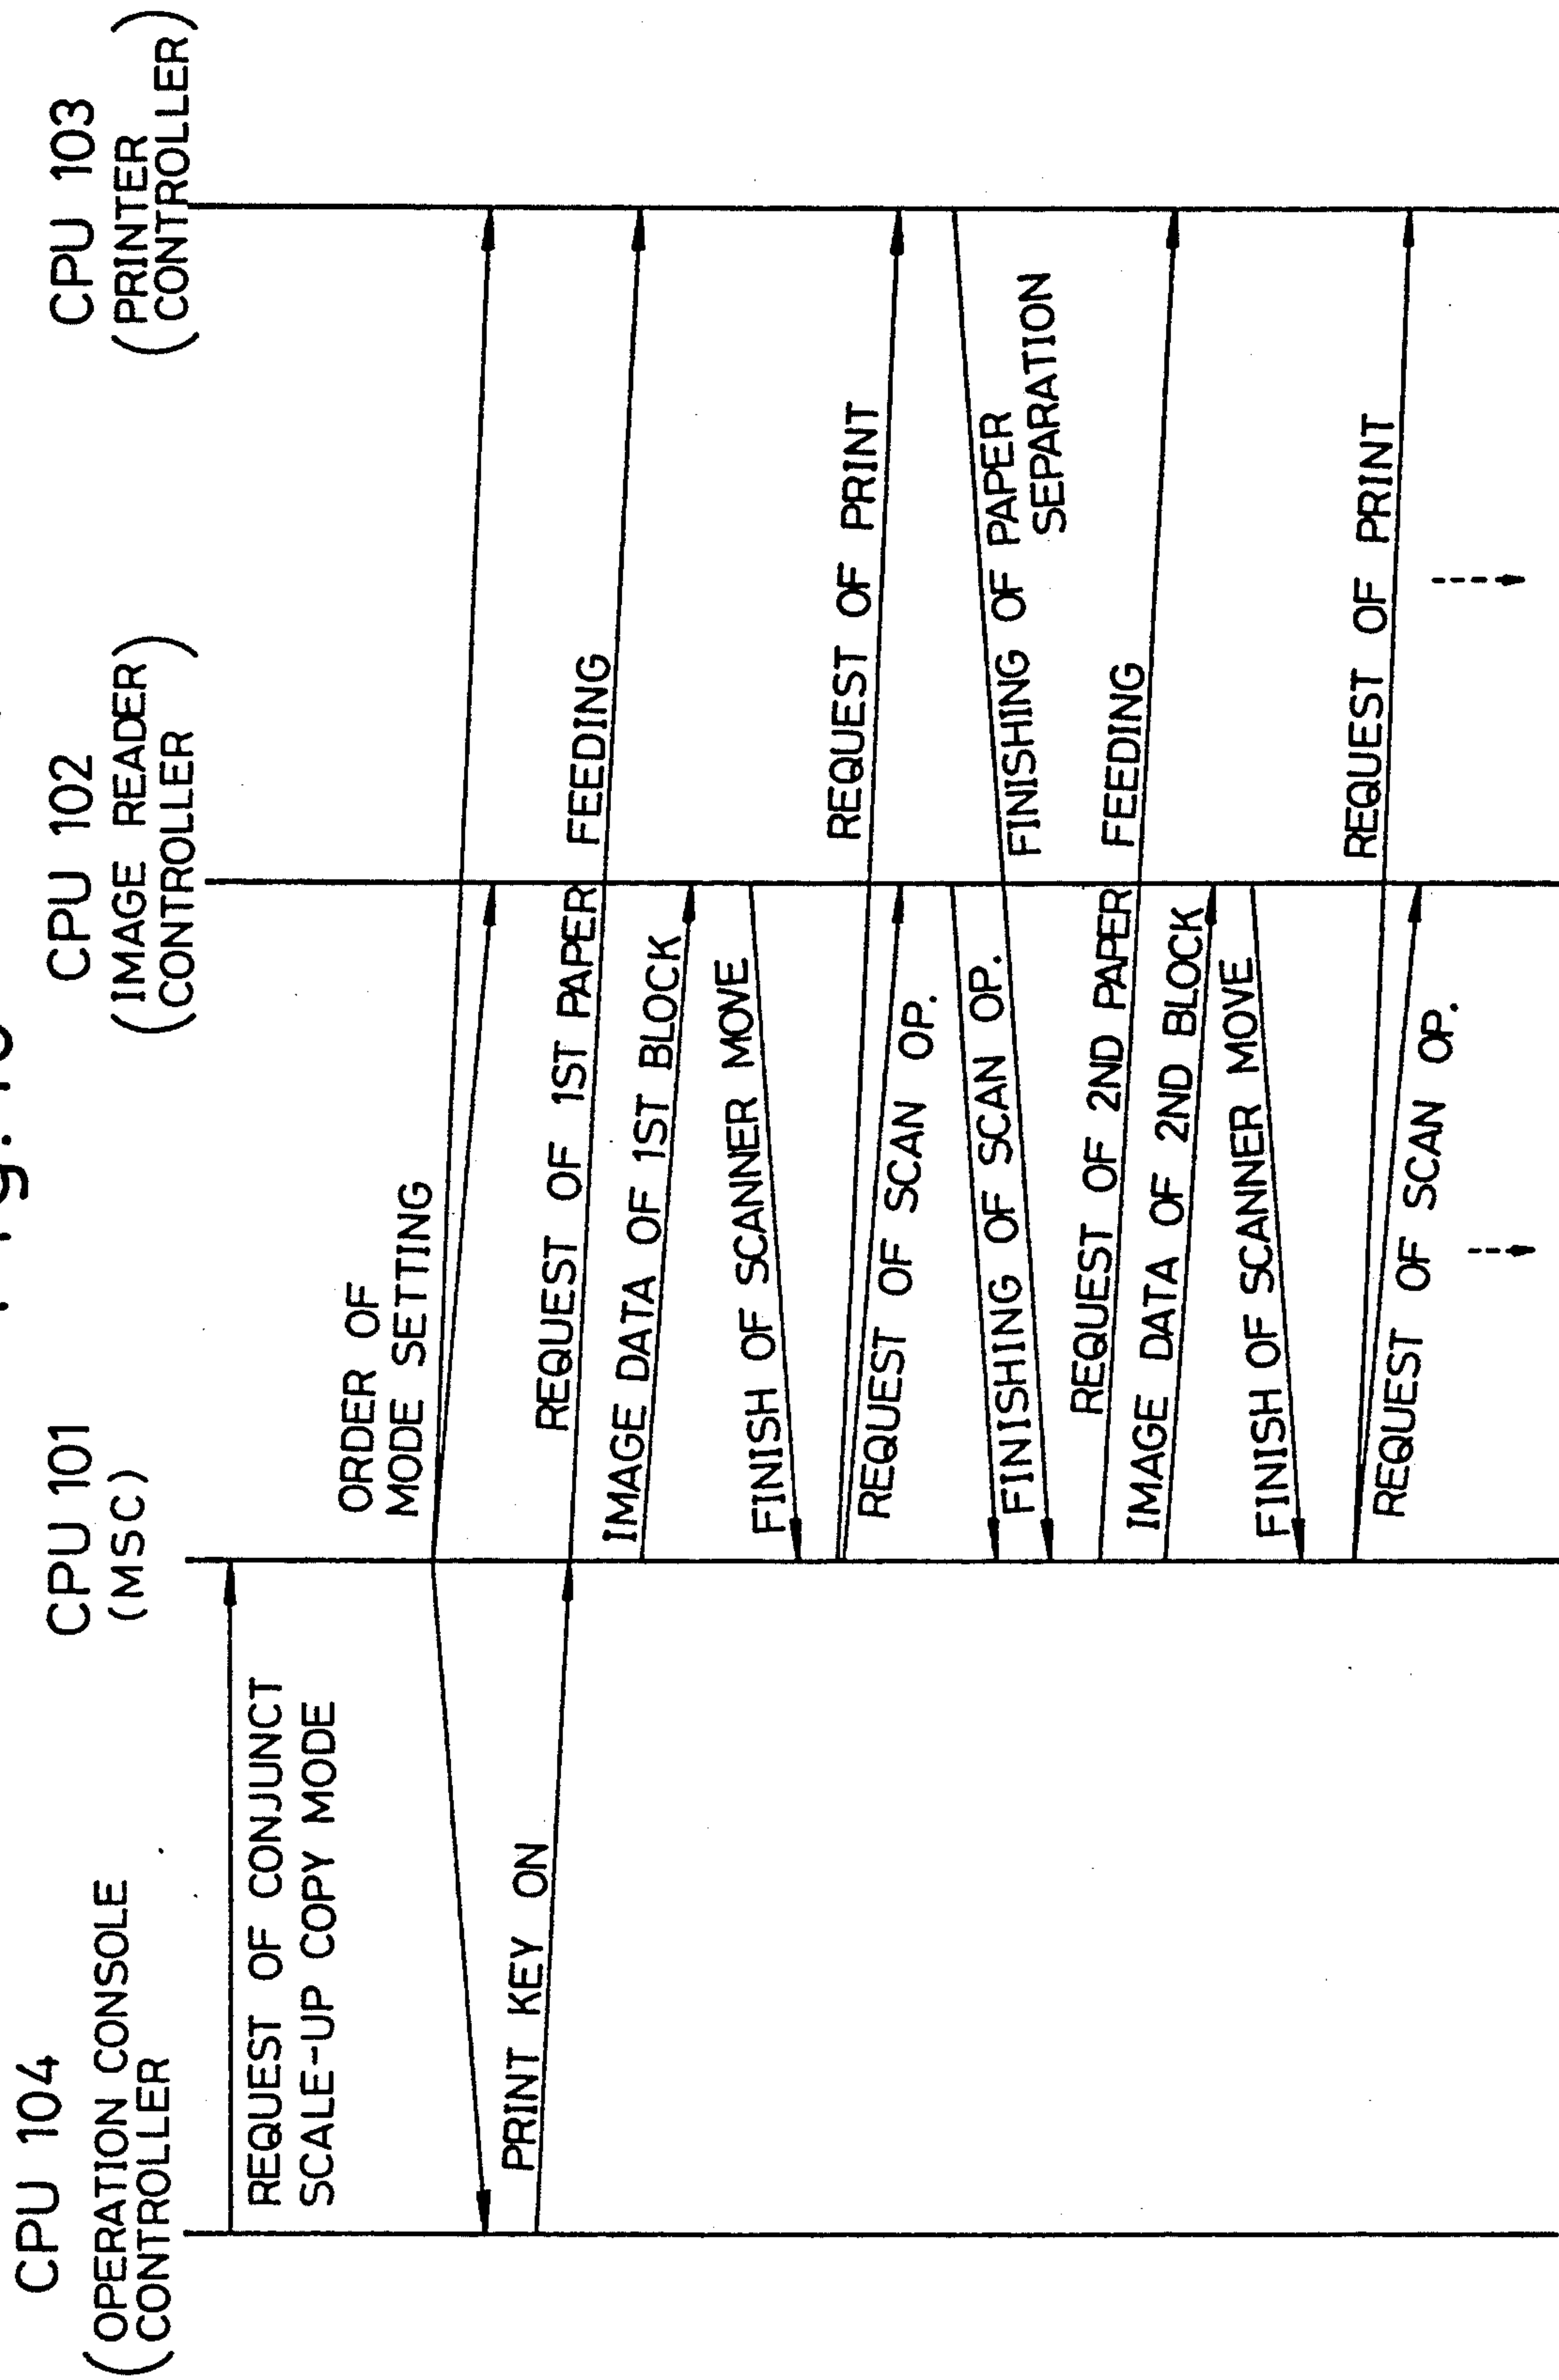 Fig.
CPU 104
(OPERATION CONSOLE
CONTROLLER)
CPU 101
(MSC)
CPU 102
(IMAGE READER
CONTROLLER)
CPU 103
(PRINTER
CONTROLLER)
REQUEST OF CONJUNCT
SCALE-UP COPY MODE
ORDER OF
MODE SETTING
PRINT KEY ON
REQUEST OF 1ST PAPER FEEDING
IMAGE DATA OF 1ST BLOCK
FINISH OF SCANNER MOVE
REQUEST OF PRINT
REQUEST OF SCAN OP.
FINISHING OF SCAN OP.
FINISHING OF PAPER
SEPARATION
REQUEST OF 2ND PAPER FEEDING
IMAGE DATA OF 2ND BLOCK
FINISH OF SCANNER MOVE
REQUEST OF PRINT
REQUEST OF SCAN OP.